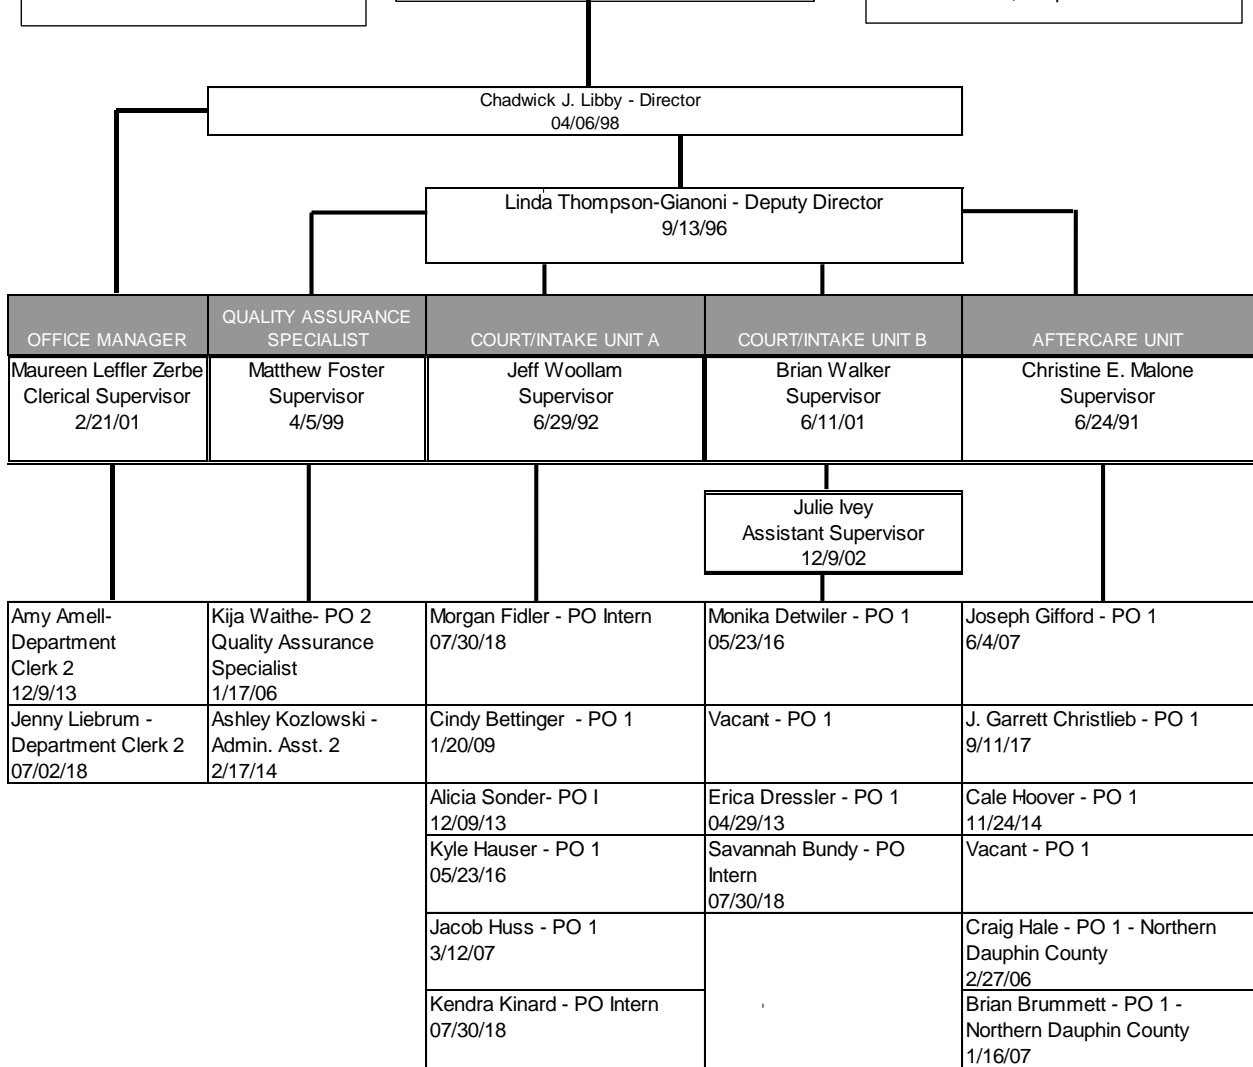 Chadwick J. Libby - Director
04/06/98
Linda Thompson-Gianoni - Deputy Director
9/13/96
OFFICE MANAGER
QUALITY ASSURANCE
SPECIALIST
COURT/INTAKE UNIT A
COURT/INTAKE UNIT B
AFTERCARE UNIT
Maureen Leffler Zerbe
Clerical Supervisor
2/21/01
Matthew Foster
Supervisor
4/5/99
Jeff Woollam
Supervisor
6/29/92
Brian Walker
Supervisor
6/11/01
Christine E. Malone
Supervisor
6/24/91
Julie Ivey
Assistant Supervisor
12/9/02
Amy Amell-
Department
Clerk 2
12/9/13
Kija Waithe- PO 2
Quality Assurance
Specialist
1/17/06
Morgan Fidler - PO Intern
07/30/18
Monika Detwiler - PO 1
05/23/16
Joseph Gifford - PO 1
6/4/07
Jenny Liebrum -
Department Clerk 2
07/02/18
Ashley Kozlowski -
Admin. Asst. 2
2/17/14
Cindy Bettinger - PO 1
1/20/09
Vacant - PO 1
J. Garrett Christlieb - PO 1
9/11/17
Alicia Sonder- PO I
12/09/13
Erica Dressler - PO 1
04/29/13
Cale Hoover - PO 1
11/24/14
Kyle Hauser - PO 1
05/23/16
Savannah Bundy - PO
Intern
07/30/18
Vacant - PO 1
Jacob Huss - PO 1
3/12/07
Craig Hale - PO 1 - Northern
Dauphin County
2/27/06
Kendra Kinard - PO Intern
07/30/18
Brian Brummett - PO 1 -
Northern Dauphin County
1/16/07